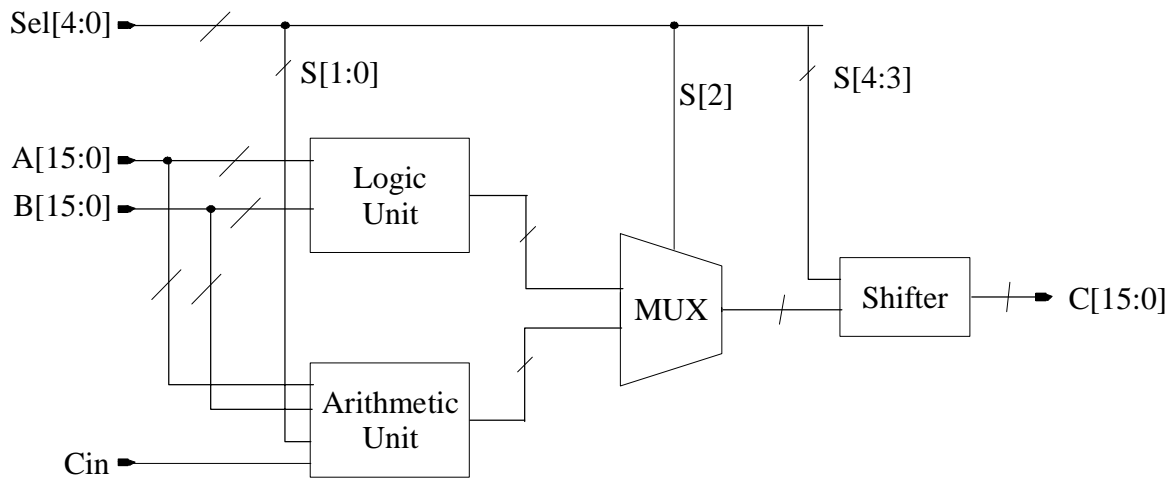 Sel[4:0]
S[1:0]
S[2]
S[4:3]
A[15:0]
B[15:0]
Logic
Unit
MUX
Shifter
C[15:0]
Arithmetic
Unit
Cin